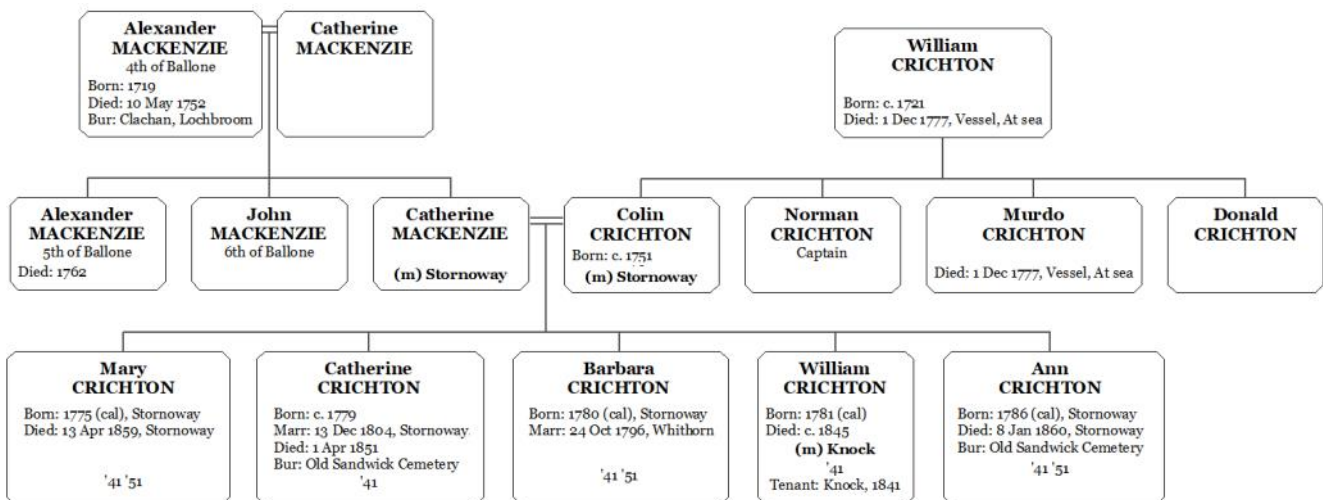 Alexander
MACKENZIE
4th of Ballone
Born: 1719
Died: 10 May 1752
Bur: Clachan, Lochbroom
Catherine
MACKENZIE
William
CRICHTON
Born: c. 1721
Died: 1 Dec 1777, Vessel, At sea
Alexander
MACKENZIE
5th of Ballone
Died: 1762
John
MACKENZIE
6th of Ballone
Catherine
MACKENZIE
(m) Stornoway
Colin
CRICHTON
Born: c. 1751
(m) Stornoway
Norman
CRICHTON
Captain
Murdo
CRICHTON
Died: 1 Dec 1777, Vessel, At sea
Donald
CRICHTON
Mary
CRICHTON
Born: 1775 (cal), Stornoway
Died: 13 Apr 1859, Stornoway
'41 '51
Catherine
CRICHTON
Born: c. 1779
Marr: 13 Dec 1804, Stornoway
Died: 1 Apr 1851
Bur: Old Sandwick Cemetery
'41
Barbara
CRICHTON
Born: 1780 (cal), Stornoway
Marr: 24 Oct 1796, Whithorn
'41 '51
William
CRICHTON
Born: 1781 (cal)
Died: c. 1845
(m) Knock
'41
Tenant: Knock, 1841
Ann
CRICHTON
Born: 1786 (cal), Stornoway
Died: 8 Jan 1860, Stornoway
Bur: Old Sandwick Cemetery
'41 '51